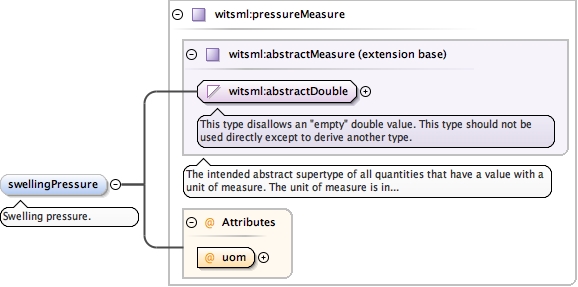 witsml:pressureMeasure
witsml:abstractMeasure (extension base)
witsml:abstractDouble
This type disallows an "empty" double value. This type should not be
used directly except to derive another type.
The intended abstract supertype of all quantities that have a value with a
unit of measure. The unit of measure is in...
swellingPressure
Swelling pressure.
@ Attributes
@ uom